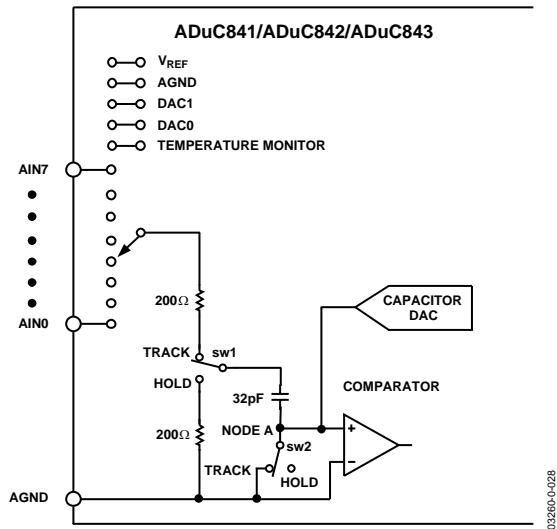 ADuC841/ADuC842/ADuC843
VREF
AGND
DAC1
DAC0
TEMPERATURE MONITOR
AIN7
200Ω
CAPACITOR
DAC
AIN0
TRACK sw1
HOLD
COMPARATOR
32pF
200Ω
NODE A
+
sw2
–
TRACK
HOLD
AGND
03260-0-028